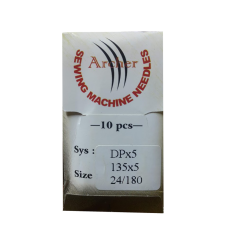 Archer
SEWING MACHINE NEEDLES
—10 pcs—
Sys : DPx5
135x5
Size 24/180